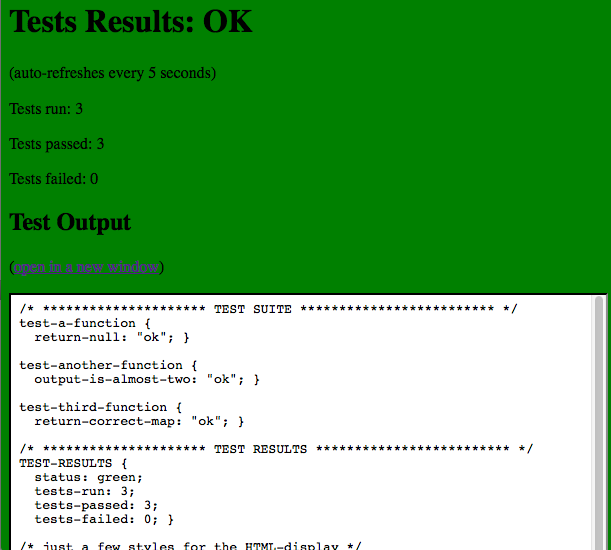 Tests Results: OK
(auto-refreshes every 5 seconds)
Tests run: 3
Tests passed: 3
Tests failed: 0
Test Output
(open in a new window)
/* ********************* TEST SUITE ************************* */
test-a-function {
  return-null: "ok"; }
test-another-function {
  output-is-almost-two: "ok"; }
test-third-function {
  return-correct-map: "ok"; }
/* ********************* TEST RESULTS ************************* */
TEST-RESULTS {
  status: green;
  tests-run: 3;
  tests-passed: 3;
  tests-failed: 0; }
/* just a few styles for the HTML-display */